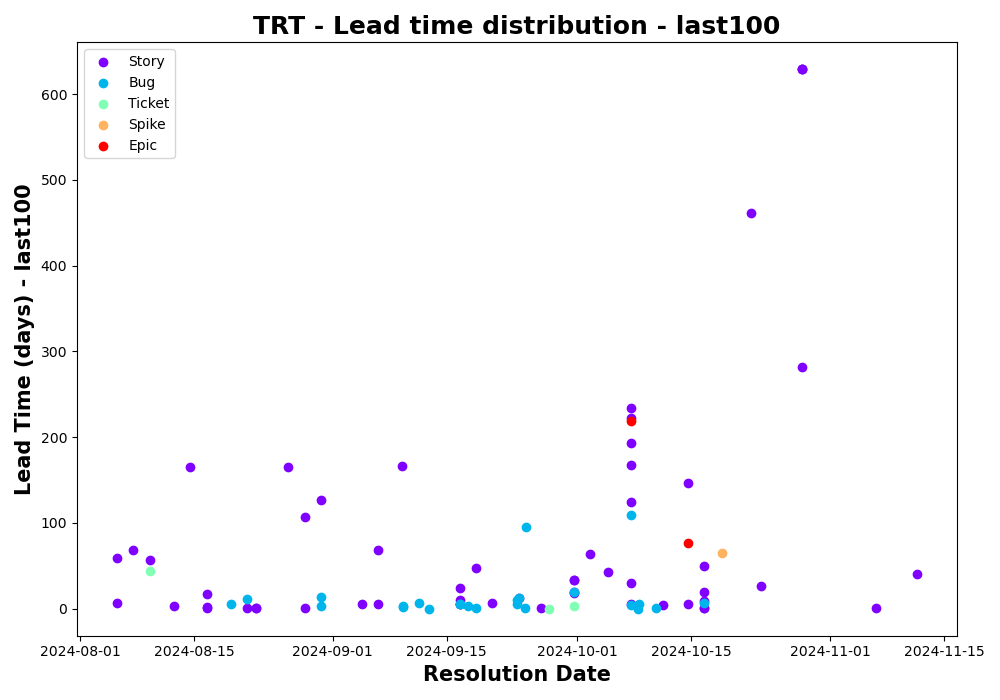 TRT - Lead time distribution - last100
Story
Bug
Ticket
Spike
Epic
Lead Time (days) - last100
600
500
400
300
200
100
0
2024-08-01 2024-08-15 2024-09-01 2024-09-15 2024-10-01 2024-10-15 2024-11-01 2024-11-15
Resolution Date